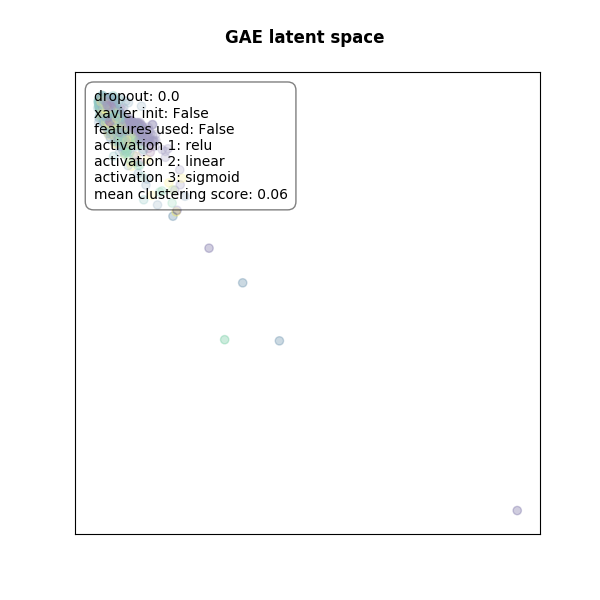 GAE latent space
dropout: 0.0
xavier init: False
features used: False
activation 1: relu
activation 2: linear
activation 3: sigmoid
mean clustering score: 0.06